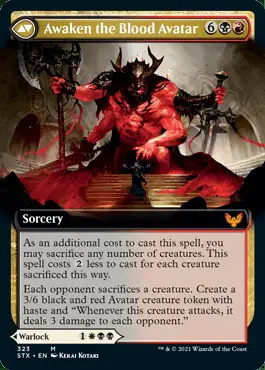 Awaken the Blood Avatar 6
Sorcery
As an additional cost to cast this spell, you
may sacrifice any number of creatures. This
spell costs 2 less to cast for each creature
sacrificed this way.
Each opponent sacrifices a creature. Create a
3/6 black and red Avatar creature token with
haste and "Whenever this creature attacks, it
deals 3 damage to each opponent."
Warlock 1
323 M
STX • EN KEKAI KOTAKI ™ & © 2021 Wizards of the Coast